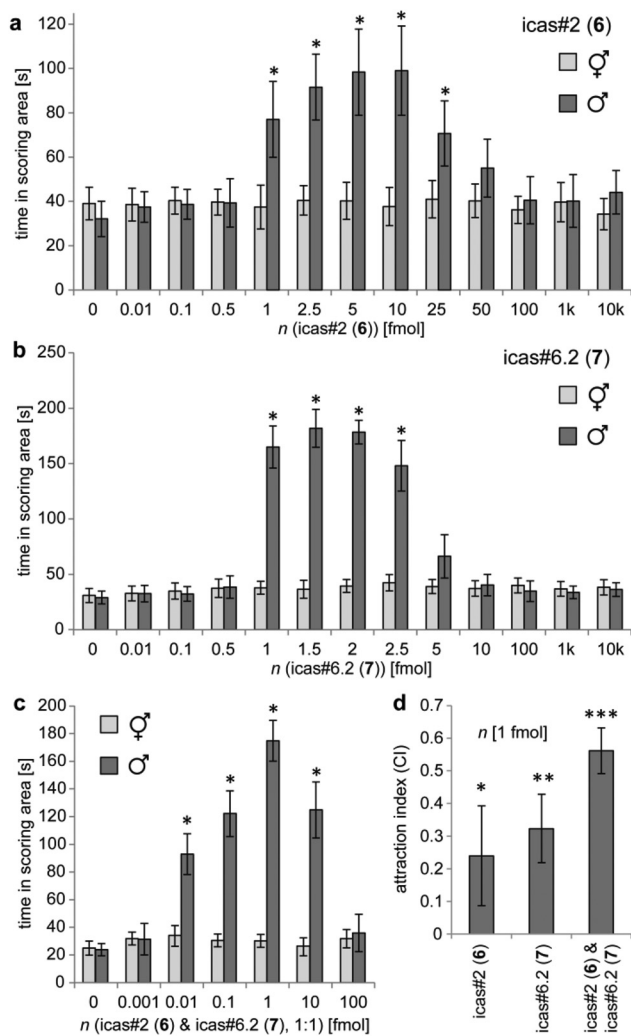 a
icas#2 (6)
⚥
♂
time in scoring area [s]
120
100
80
60
40
20
0
* * * * *
0 0.01 0.1 0.5 1 2.5 5 10 25 50 100 1k 10k
n (icas#2 (6)) [fmol]
b
icas#6.2 (7)
⚥
♂
time in scoring area [s]
250
200
150
100
50
0
* * * *
0 0.01 0.1 0.5 1 1.5 2 2.5 5 10 100 1k 10k
n (icas#6.2 (7)) [fmol]
c
⚥
♂
time in scoring area [s]
200
180
160
140
120
100
80
60
40
20
0
* * * *
0 0.001 0.01 0.1 1 10 100
n (icas#2 (6) & icas#6.2 (7), 1:1) [fmol]
d
n [1 fmol]
attraction index (CI)
0.7
0.6
0.5
0.4
0.3
0.2
0.1
0
* ** ***
icas#2 (6)
icas#6.2 (7)
icas#2 (6) &
icas#6.2 (7)